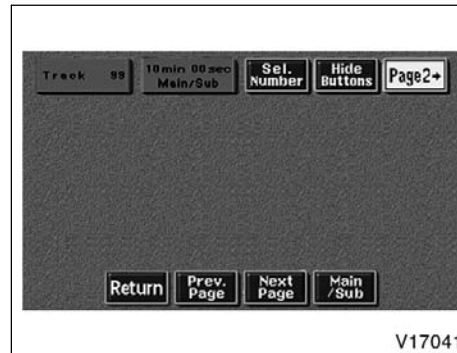 Track 99
10min 00sec
Main/Sub
Sel.
Number
Hide
Buttons
Page2→
Return
Prev.
Page
Next
Page
Main
/Sub
V17041